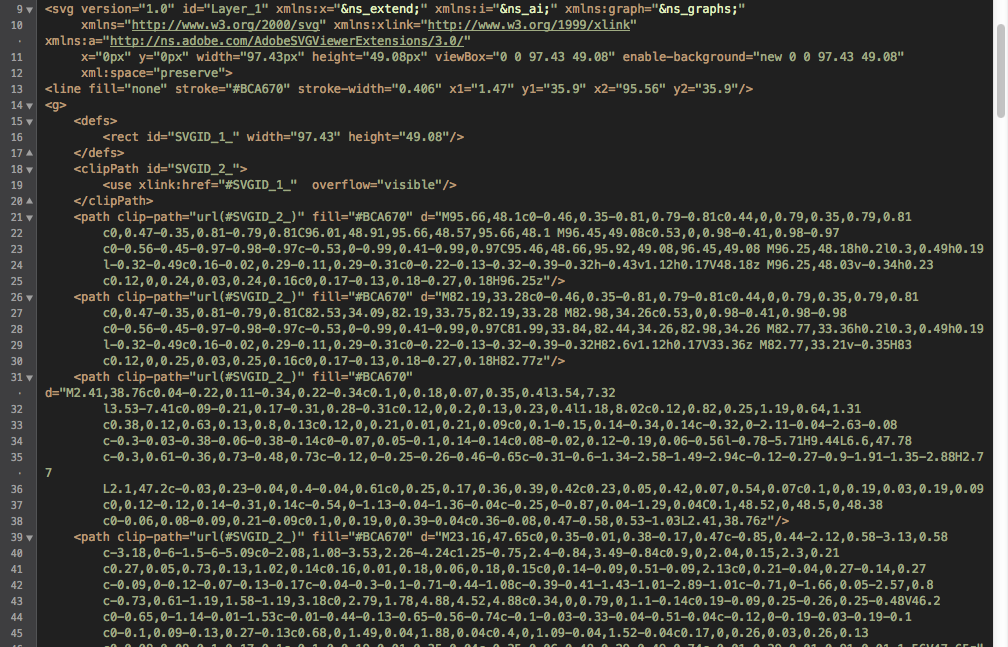 9 <svg version="1.0" id="Layer_1" xmlns:x="&ns_extend;" xmlns:i="&ns_ai;" xmlns:graph="&ns_graphs;"
10 xmlns="http://www.w3.org/2000/svg" xmlns:xlink="http://www.w3.org/1999/xlink"
· xmlns:a="http://ns.adobe.com/AdobeSVGViewerExtensions/3.0/"
11 x="0px" y="0px" width="97.43px" height="49.08px" viewBox="0 0 97.43 49.08" enable-background="new 0 0 97.43 49.08"
12 xml:space="preserve">
13 <line fill="none" stroke="#BCA670" stroke-width="0.406" x1="1.47" y1="35.9" x2="95.56" y2="35.9"/>
14 <g>
15 <defs>
16 <rect id="SVGID_1_" width="97.43" height="49.08"/>
17 </defs>
18 <clipPath id="SVGID_2_">
19 <use xlink:href="#SVGID_1_"  overflow="visible"/>
20 </clipPath>
21 <path clip-path="url(#SVGID_2_)" fill="#BCA670" d="M95.66,48.1c0-0.46,0.35-0.81,0.79-0.81c0.44,0,0.79,0.35,0.79,0.81
22 c0,0.47-0.35,0.81-0.79,0.81C96.01,48.91,95.66,48.57,95.66,48.1 M96.45,49.08c0.53,0,0.98-0.41,0.98-0.97
23 c0-0.56-0.45-0.97-0.98-0.97c-0.53,0-0.99,0.41-0.99,0.97C95.46,48.66,95.92,49.08,96.45,49.08 M96.25,48.18h0.2l0.3,0.49h0.19
24 l-0.32-0.49c0.16-0.02,0.29-0.11,0.29-0.31c0-0.22-0.13-0.32-0.39-0.32h-0.43v1.12h0.17V48.18z M96.25,48.03v-0.34h0.23
25 c0.12,0,0.24,0.03,0.24,0.16c0,0.17-0.13,0.18-0.27,0.18H96.25z"/>
26 <path clip-path="url(#SVGID_2_)" fill="#BCA670" d="M82.19,33.28c0-0.46,0.35-0.81,0.79-0.81c0.44,0,0.79,0.35,0.79,0.81
27 c0,0.47-0.35,0.81-0.79,0.81C82.53,34.09,82.19,33.75,82.19,33.28 M82.98,34.26c0.53,0,0.98-0.41,0.98-0.98
28 c0-0.56-0.45-0.97-0.98-0.97c-0.53,0-0.99,0.41-0.99,0.97C81.99,33.84,82.44,34.26,82.98,34.26 M82.77,33.36h0.2l0.3,0.49h0.19
29 l-0.32-0.49c0.16-0.02,0.29-0.11,0.29-0.31c0-0.22-0.13-0.32-0.39-0.32H82.6v1.12h0.17V33.36z M82.77,33.21v-0.35H83
30 c0.12,0,0.25,0.03,0.25,0.16c0,0.17-0.13,0.18-0.27,0.18H82.77z"/>
31 <path clip-path="url(#SVGID_2_)" fill="#BCA670"
· d="M2.41,38.76c0.04-0.22,0.11-0.34,0.22-0.34c0.1,0,0.18,0.07,0.35,0.4l3.54,7.32
32 l3.53-7.41c0.09-0.21,0.17-0.31,0.28-0.31c0.12,0,0.2,0.13,0.23,0.4l1.18,8.02c0.12,0.82,0.25,1.19,0.64,1.31
33 c0.38,0.12,0.63,0.13,0.8,0.13c0.12,0,0.21,0.01,0.21,0.09c0,0.1-0.15,0.14-0.34,0.14c-0.32,0-2.11-0.04-2.63-0.08
34 c-0.3-0.03-0.38-0.06-0.38-0.14c0-0.07,0.05-0.1,0.14-0.14c0.08-0.02,0.12-0.19,0.06-0.56l-0.78-5.71H9.44L6.6,47.78
35 c-0.3,0.61-0.36,0.73-0.48,0.73c-0.12,0-0.25-0.26-0.46-0.65c-0.31-0.6-1.34-2.58-1.49-2.94c-0.12-0.27-0.9-1.91-1.35-2.88H2.7
· 7
36 L2.1,47.2c-0.03,0.23-0.04,0.4-0.04,0.61c0,0.25,0.17,0.36,0.39,0.42c0.23,0.05,0.42,0.07,0.54,0.07c0.1,0,0.19,0.03,0.19,0.09
37 c0,0.12-0.12,0.14-0.31,0.14c-0.54,0-1.13-0.04-1.36-0.04c-0.25,0-0.87,0.04-1.29,0.04C0.1,48.52,0,48.5,0,48.38
38 c0-0.06,0.08-0.09,0.21-0.09c0.1,0,0.19,0,0.39-0.04c0.36-0.08,0.47-0.58,0.53-1.03L2.41,38.76z"/>
39 <path clip-path="url(#SVGID_2_)" fill="#BCA670" d="M23.16,47.65c0,0.35-0.01,0.38-0.17,0.47c-0.85,0.44-2.12,0.58-3.13,0.58
40 c-3.18,0-6-1.5-6-5.09c0-2.08,1.08-3.53,2.26-4.24c1.25-0.75,2.4-0.84,3.49-0.84c0.9,0,2.04,0.15,2.3,0.21
41 c0.27,0.05,0.73,0.13,1.02,0.14c0.16,0.01,0.18,0.06,0.18,0.15c0,0.14-0.09,0.51-0.09,2.13c0,0.21-0.04,0.27-0.14,0.27
42 c-0.09,0-0.12-0.07-0.13-0.17c-0.04-0.3-0.1-0.71-0.44-1.08c-0.39-0.41-1.43-1.01-2.89-1.01c-0.71,0-1.66,0.05-2.57,0.8
43 c-0.73,0.61-1.19,1.58-1.19,3.18c0,2.79,1.78,4.88,4.52,4.88c0.34,0,0.79,0,1.1-0.14c0.19-0.09,0.25-0.26,0.25-0.48V46.2
44 c0-0.65,0-1.14-0.01-1.53c-0.01-0.44-0.13-0.65-0.56-0.74c-0.1-0.03-0.33-0.04-0.51-0.04c-0.12,0-0.19-0.03-0.19-0.1
45 c0-0.1,0.09-0.13,0.27-0.13c0.68,0,1.49,0.04,1.88,0.04c0.4,0,1.09-0.04,1.52-0.04c0.17,0,0.26,0.03,0.26,0.13